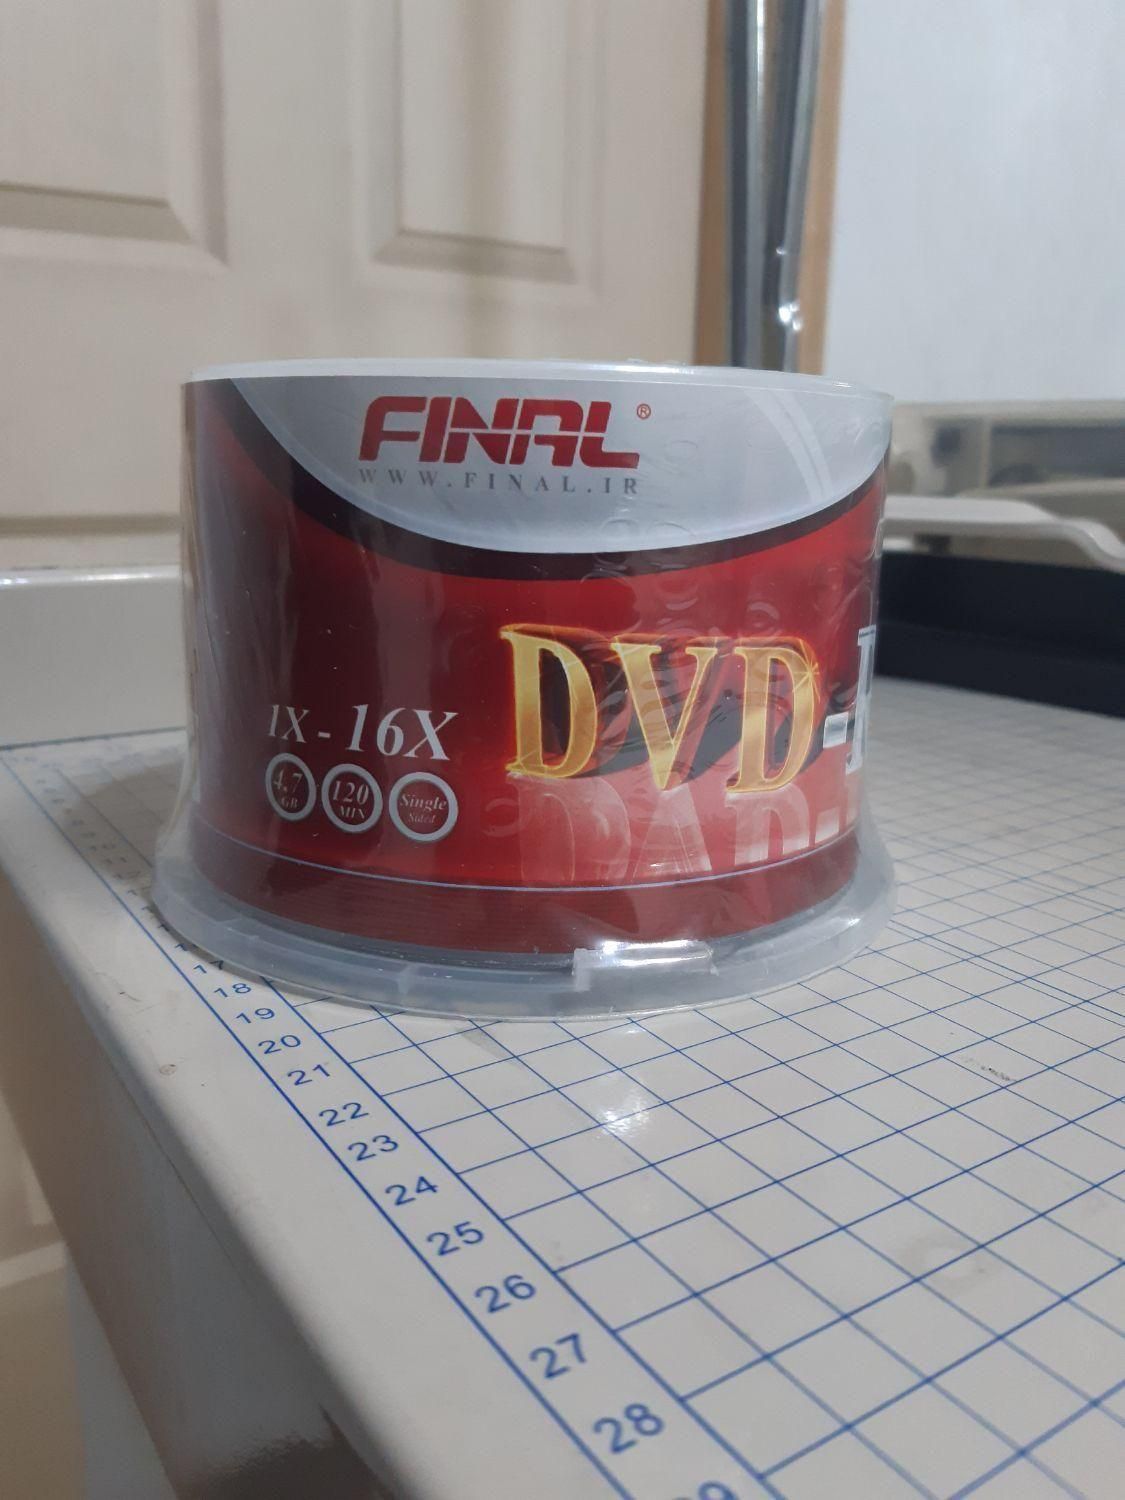 FINAL®
WWW.FINAL.IR
DVD-R
1X - 16X
4.7 GB
120 MIN
Single Sided
17
18
19
20
21
22
23
24
25
26
27
28
29